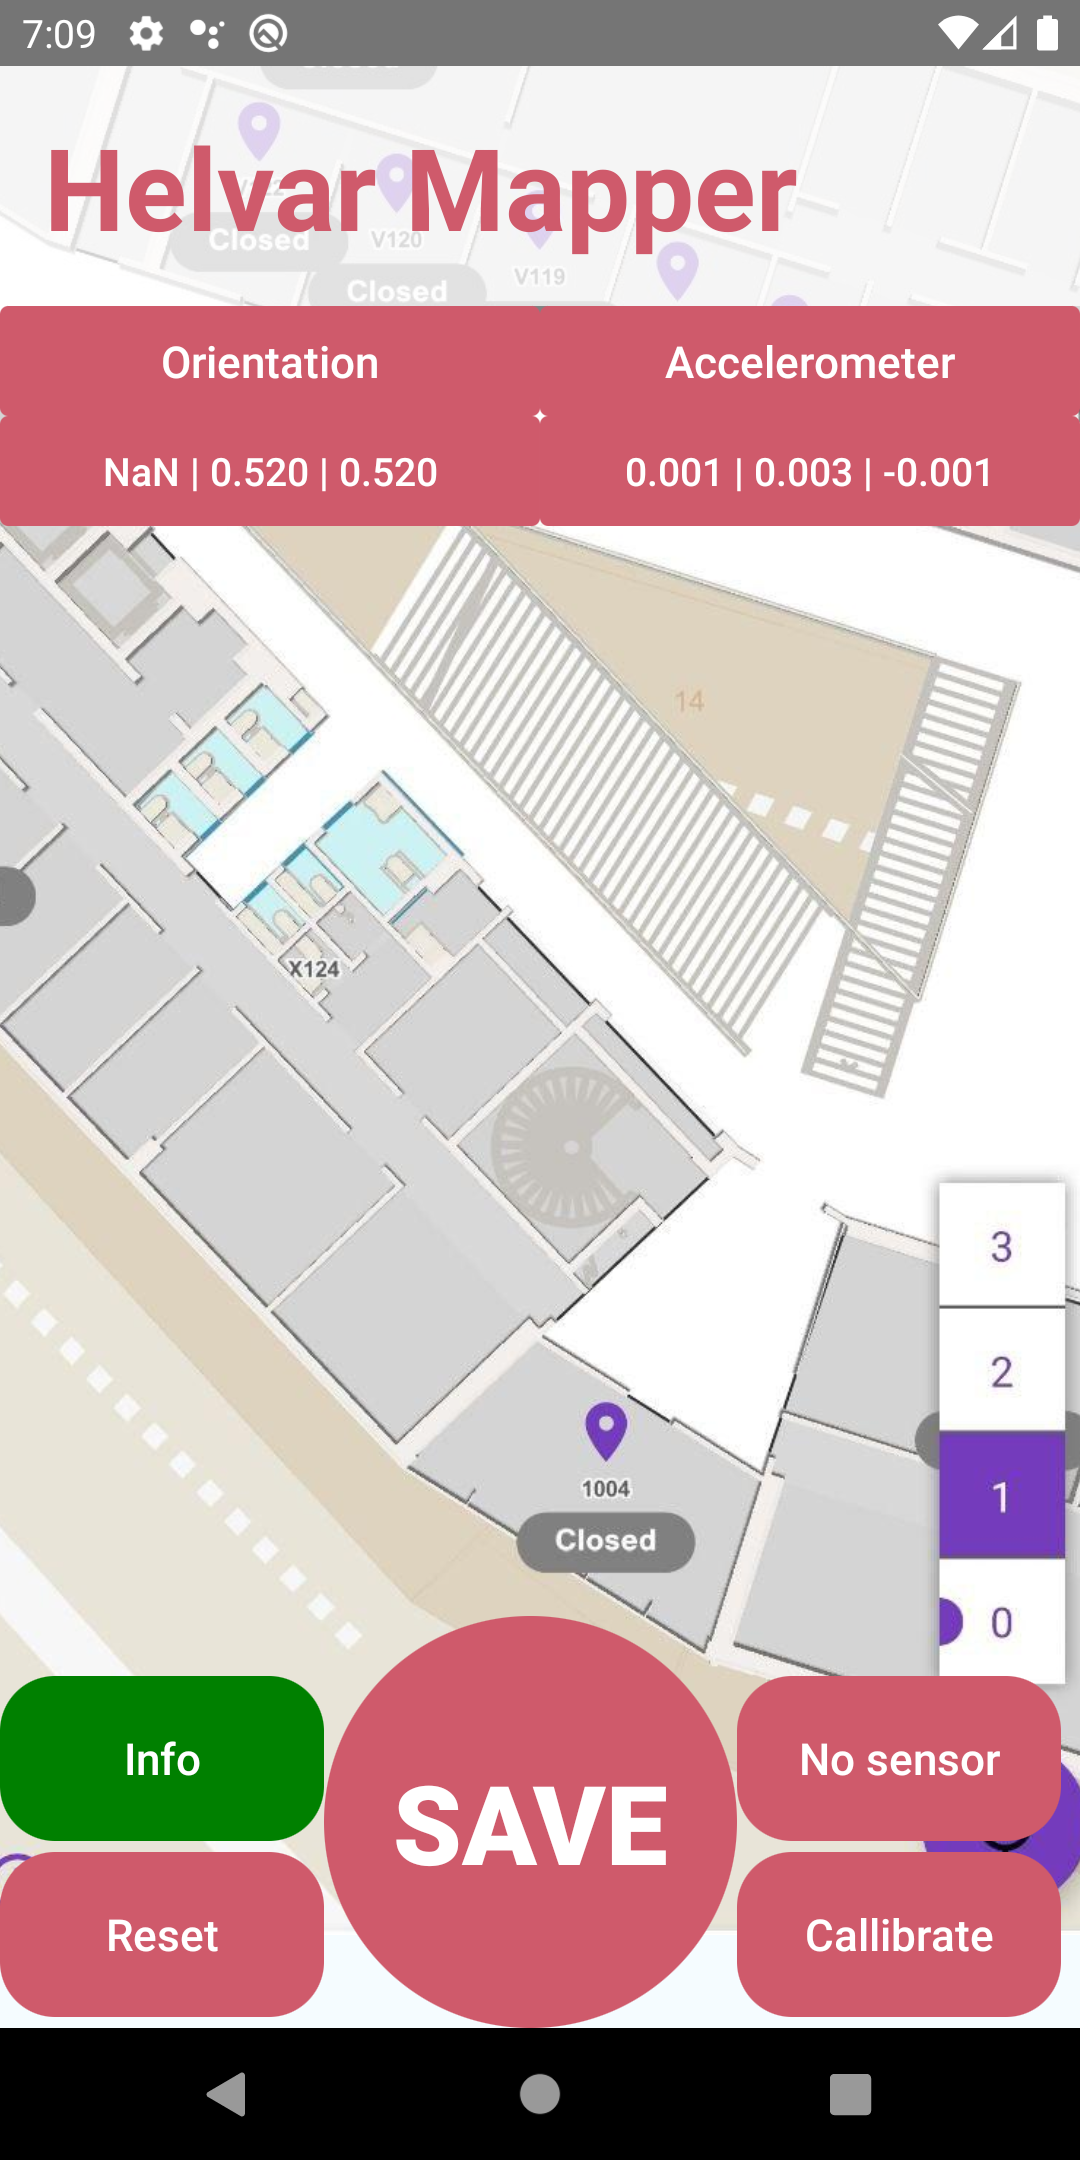 7:09
Helvar Mapper
Closed
V120
V119
Closed
Orientation
Accelerometer
NaN | 0.520 | 0.520
0.001 | 0.003 | -0.001
14
X124
3
2
1
0
1004
Closed
Info
No sensor
SAVE
Reset
Callibrate